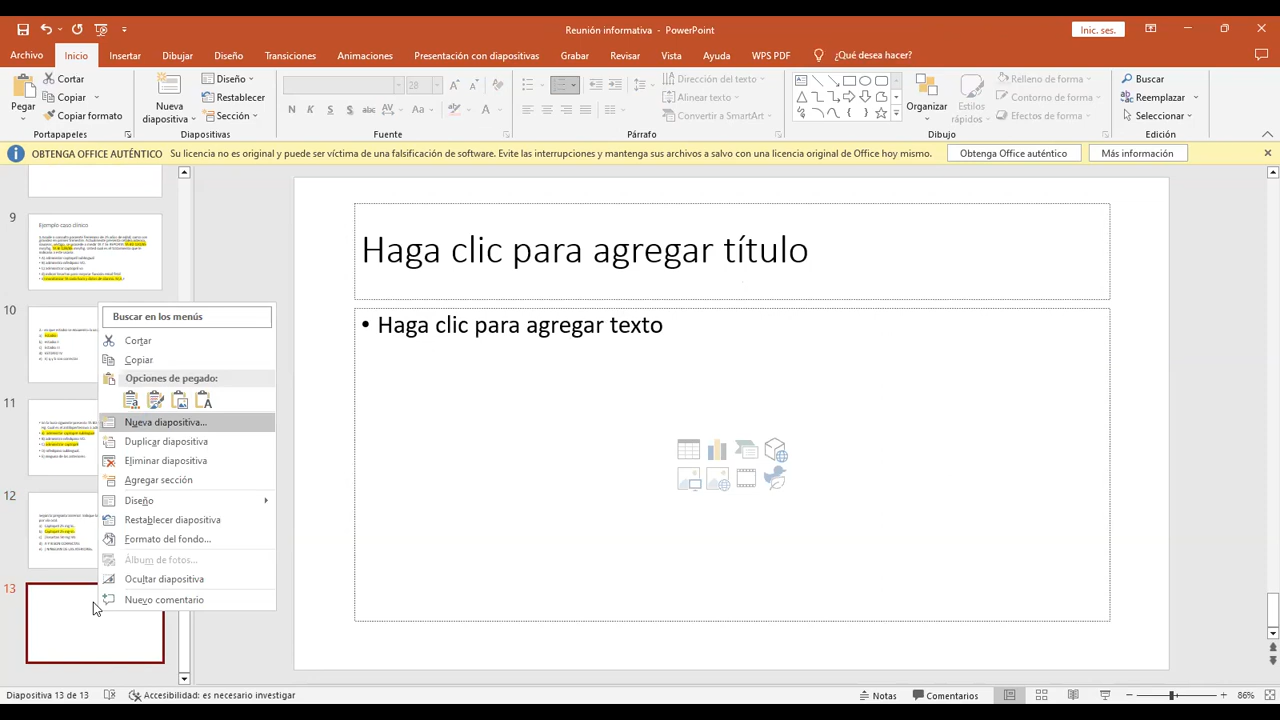 Reunión informativa - PowerPoint
Inic. ses.
Archivo Inicio Insertar Dibujar Diseño Transiciones Animaciones Presentación con diapositivas Grabar Revisar Vista Ayuda WPS PDF ¿Qué desea hacer?
Pegar
Cortar
Copiar
Copiar formato
Portapapeles
Nueva
diapositiva
Diseño
Restablecer
Sección
Diapositivas
28
N K S S abc AV Aa A
Fuente
Dirección del texto
Alinear texto
Convertir a SmartArt
Párrafo
Organizar
Estilos
rápidos
Relleno de forma
Contorno de forma
Efectos de forma
Dibujo
Buscar
Reemplazar
Seleccionar
Edición
OBTENGA OFFICE AUTÉNTICO Su licencia no es original y puede ser víctima de una falsificación de software. Evite las interrupciones y mantenga sus archivos a salvo con una licencia original de Office hoy mismo. Obtenga Office auténtico Más información
9
Ejemplo caso clinico
10
11
12
13
Buscar en los menús
Cortar
Copiar
Opciones de pegado:
Nueva diapositiva...
Duplicar diapositiva
Eliminar diapositiva
Agregar sección
Diseño
Restablecer diapositiva
Formato del fondo...
Álbum de fotos...
Ocultar diapositiva
Nuevo comentario
Haga clic para agregar título
• Haga clic para agregar texto
Diapositiva 13 de 13 Accesibilidad: es necesario investigar Notas Comentarios 86%